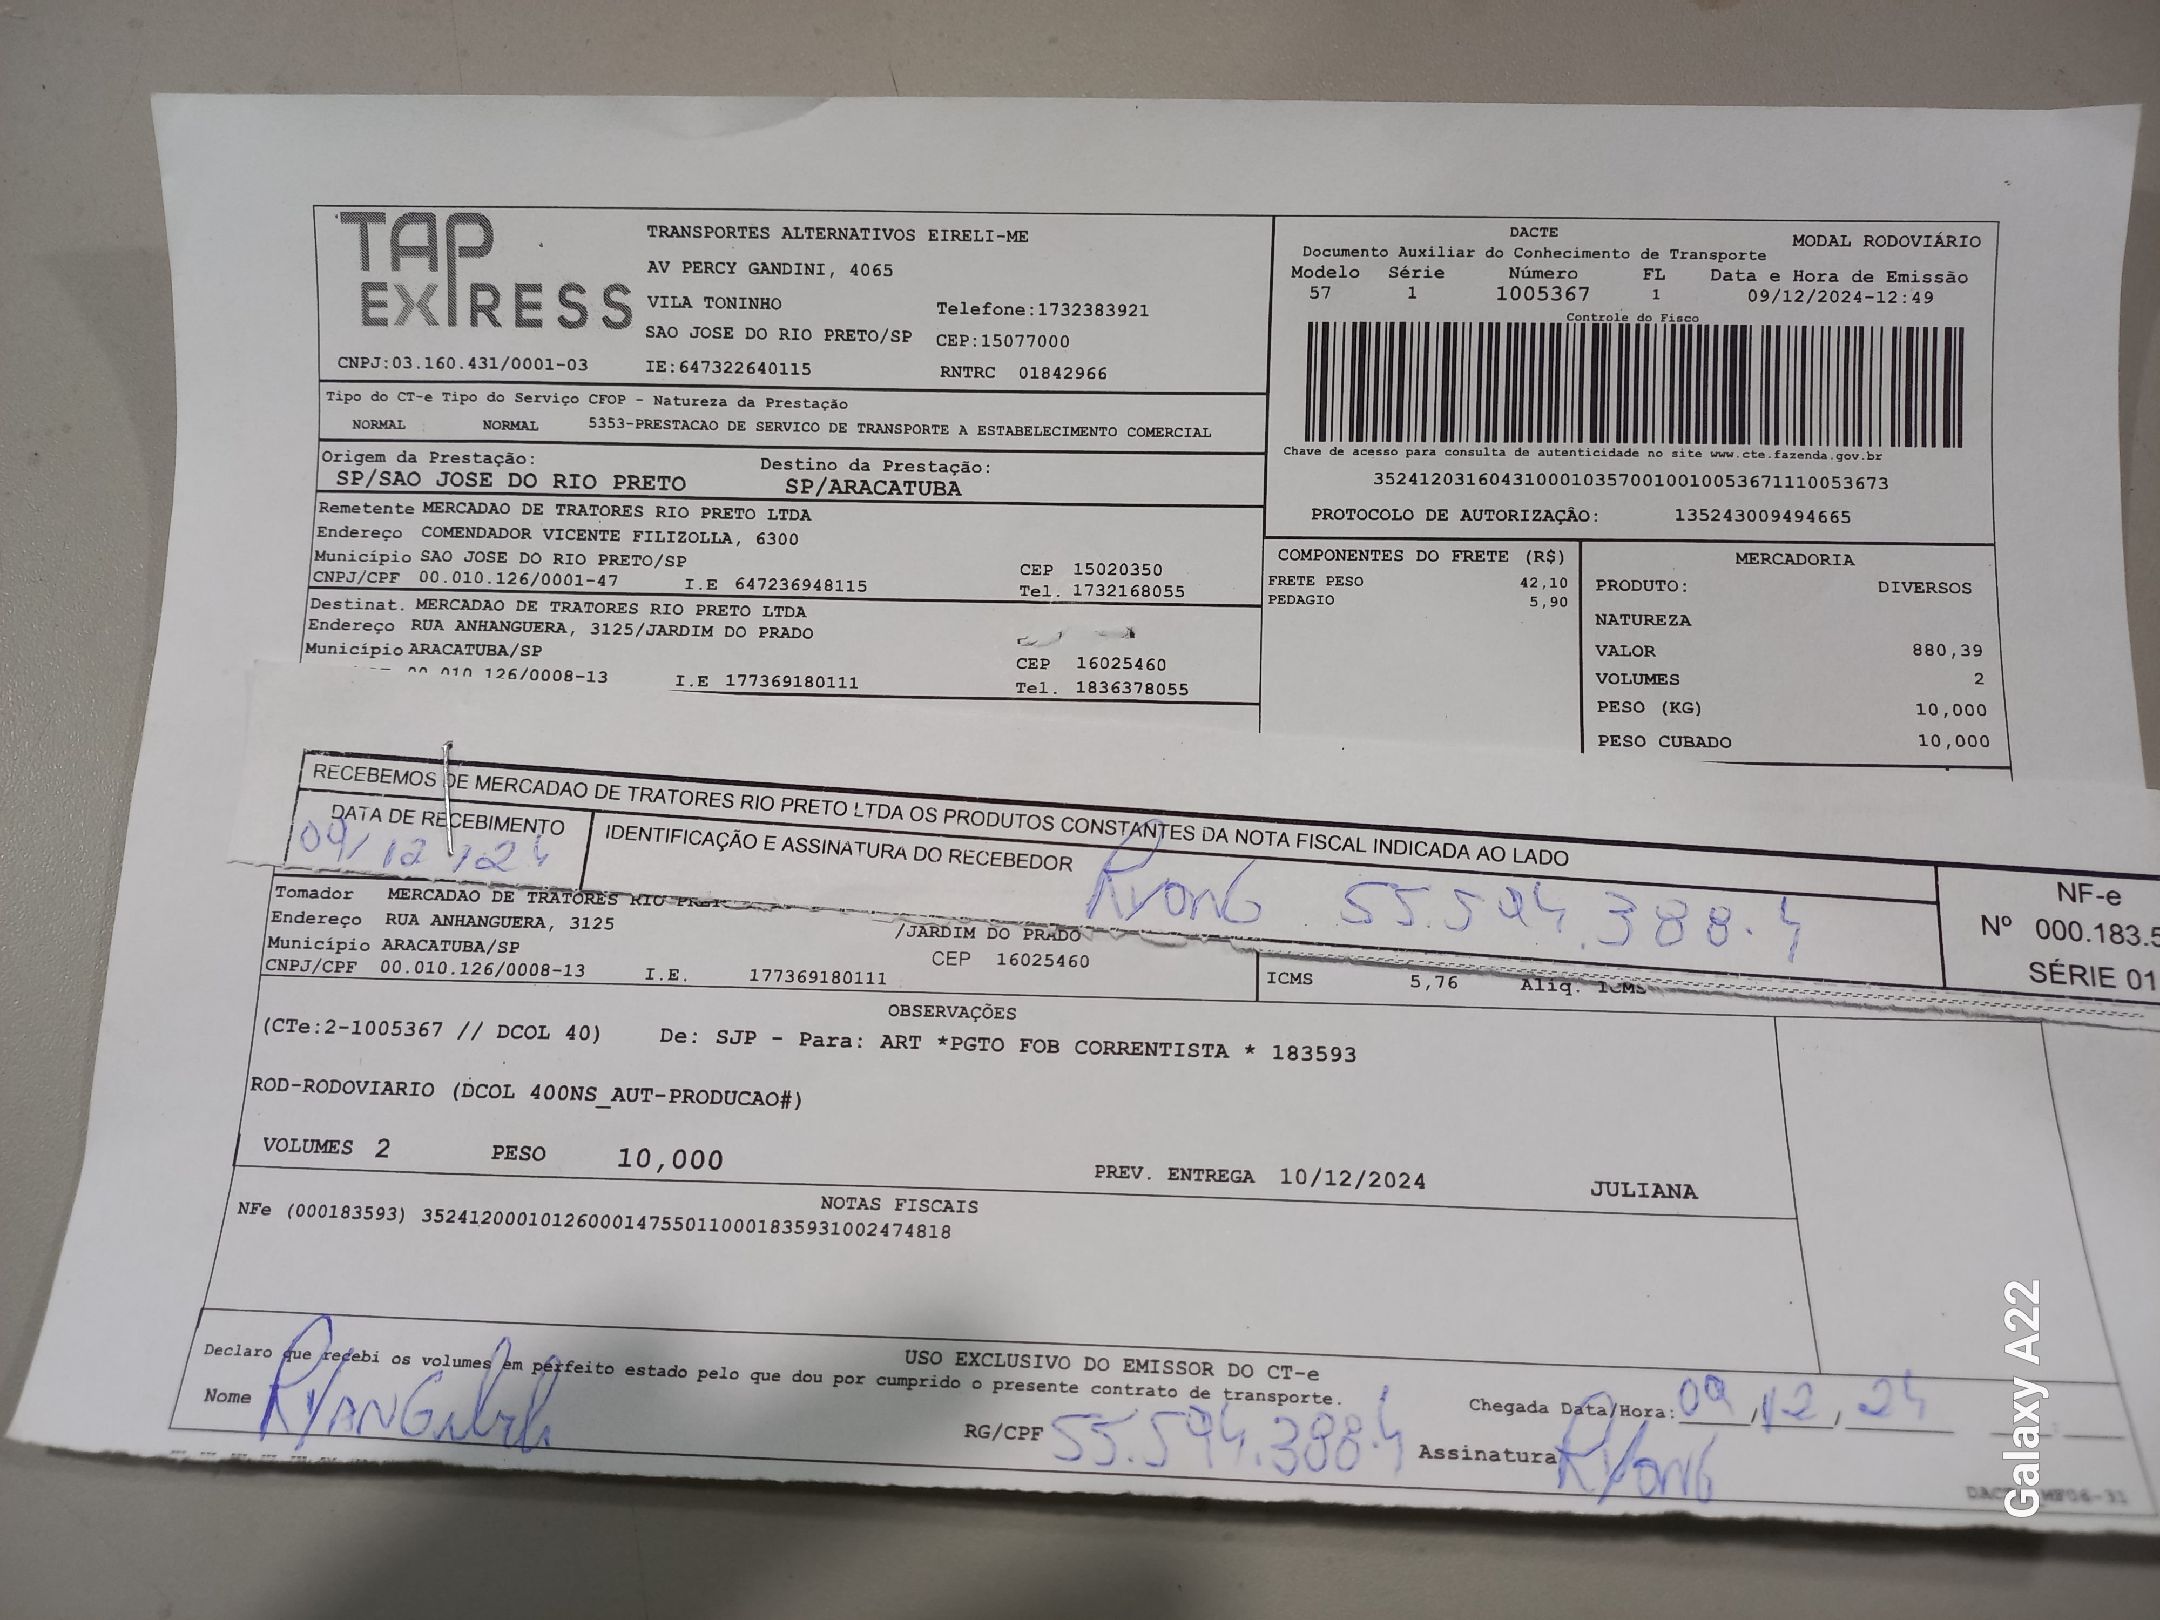 TAP EXPRESS
TRANSPORTES ALTERNATIVOS EIRELI-ME
AV PERCY GANDINI, 4065
VILA TONINHO Telefone:1732383921
SAO JOSE DO RIO PRETO/SP CEP:15077000
CNPJ:03.160.431/0001-03 IE:647322640115 RNTRC 01842966
DACTE MODAL RODOVIÁRIO
Documento Auxiliar do Conhecimento de Transporte
Modelo Série Número FL Data e Hora de Emissão
57 1 1005367 1 09/12/2024-12:49
Controle do Fisco
Chave de acesso para consulta de autenticidade no site www.cte.fazenda.gov.br
35241203160431000103570010010053671110053673
PROTOCOLO DE AUTORIZAÇÃO: 135243009494665
Tipo do CT-e Tipo do Serviço CFOP - Natureza da Prestação
NORMAL NORMAL 5353-PRESTACAO DE SERVICO DE TRANSPORTE A ESTABELECIMENTO COMERCIAL
Origem da Prestação: Destino da Prestação:
SP/SAO JOSE DO RIO PRETO SP/ARACATUBA
Remetente MERCADAO DE TRATORES RIO PRETO LTDA
Endereço COMENDADOR VICENTE FILIZOLLA, 6300
Município SAO JOSE DO RIO PRETO/SP CEP 15020350
CNPJ/CPF 00.010.126/0001-47 I.E 647236948115 Tel. 1732168055
Destinat. MERCADAO DE TRATORES RIO PRETO LTDA
Endereço RUA ANHANGUERA, 3125/JARDIM DO PRADO
Município ARACATUBA/SP CEP 16025460
00.010.126/0008-13 I.E 177369180111 Tel. 1836378055
COMPONENTES DO FRETE (R$)
FRETE PESO 42,10
PEDAGIO 5,90
MERCADORIA
PRODUTO: DIVERSOS
NATUREZA
VALOR 880,39
VOLUMES 2
PESO (KG) 10,000
PESO CUBADO 10,000
RECEBEMOS DE MERCADAO DE TRATORES RIO PRETO LTDA OS PRODUTOS CONSTANTES DA NOTA FISCAL INDICADA AO LADO
DATA DE RECEBIMENTO IDENTIFICAÇÃO E ASSINATURA DO RECEBEDOR
09/12/24 55.594.388-4
NF-e
Nº 000.183.5
SÉRIE 01
Tomador MERCADAO DE TRATORES RIO PRET
Endereço RUA ANHANGUERA, 3125 /JARDIM DO PRADO
Município ARACATUBA/SP CEP 16025460
CNPJ/CPF 00.010.126/0008-13 I.E. 177369180111
ICMS 5,76 Aliq. ICMS
OBSERVAÇÕES
(CTe:2-1005367 // DCOL 40) De: SJP - Para: ART *PGTO FOB CORRENTISTA * 183593
ROD-RODOVIARIO (DCOL 400NS_AUT-PRODUCAO#)
VOLUMES 2 PESO 10,000 PREV. ENTREGA 10/12/2024 JULIANA
NOTAS FISCAIS
NFe (000183593) 35241200010126000147550110001835931002474818
USO EXCLUSIVO DO EMISSOR DO CT-e
Declaro que recebi os volumes em perfeito estado pelo que dou por cumprido o presente contrato de transporte.
Nome RG/CPF 55.594.388-4 Chegada Data/Hora: 09/12/24
Assinatura
Galaxy A22